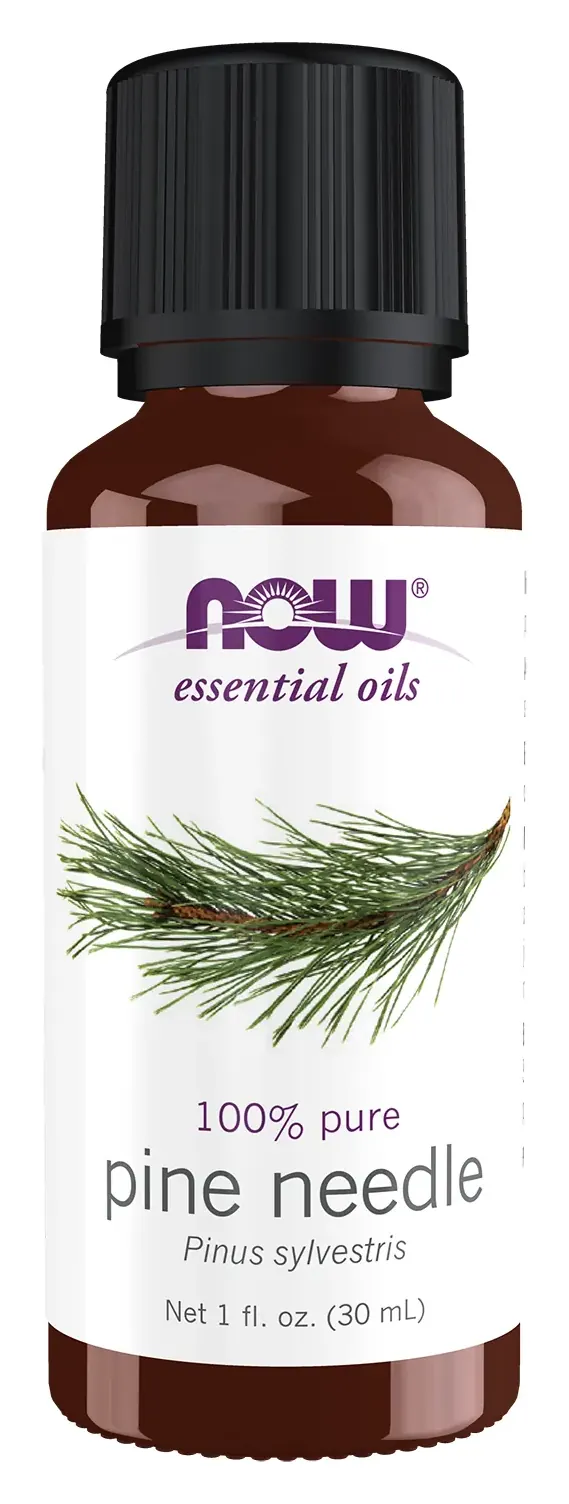 NOW®
essential oils
100% pure
pine needle
Pinus sylvestris
Net 1 fl. oz. (30 mL)